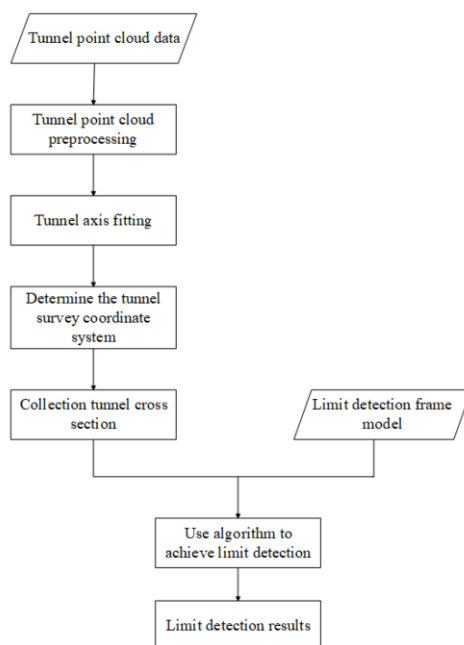 Tunnel point cloud data
Tunnel point cloud
preprocessing
Tunnel axis fitting
Determine the tunnel
survey coordinate
system
Collection tunnel cross
section
Limit detection frame
model
Use algorithm to
achieve limit detection
Limit detection results